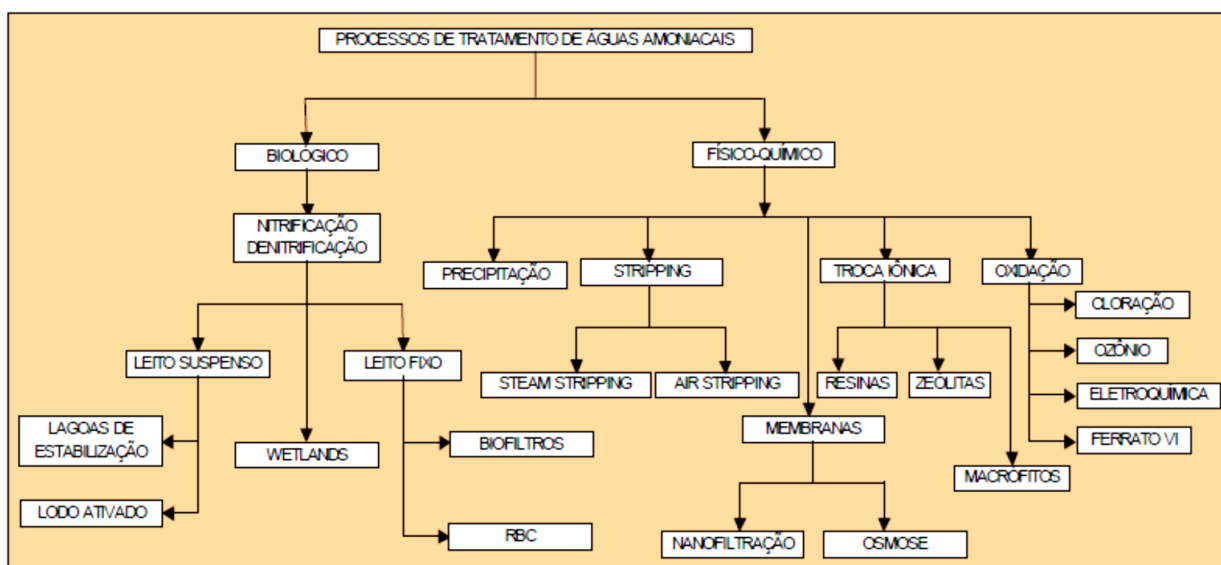 PROCESSOS DE TRATAMENTO DE ÁGUAS AMONIACAIS
BIOLÓGICO
FÍSICO-QUÍMICO
NITRIFICAÇÃO
DENITRIFICAÇÃO
PRECIPITAÇÃO
STRIPPING
TROCA IÔNICA
OXIDAÇÃO
CLORAÇÃO
LEITO SUSPENSO
LEITO FIXO
OZÔNIO
STEAM STRIPPING
AIR STRIPPING
RESINAS
ZEÓLITAS
ELETROQUÍMICA
LAGOAS DE
ESTABILIZAÇÃO
WETLANDS
BIOFILTROS
MEMBRANAS
FERRATO VI
MACRÓFITOS
LODO ATIVADO
RBC
NANOFILTRAÇÃO
OSMOSE